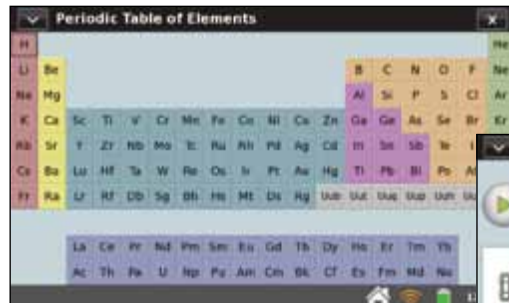 Periodic Table of Elements x
H He
Li Be B C N O F Ne
Na Mg Al Si P S Cl Ar
K Ca Sc Ti V Cr Mn Fe Co Ni Cu Zn Ga Ge As Se Br Kr
Rb Sr Y Zr Nb Mo Tc Ru Rh Pd Ag Cd In Sn Sb Te I
Cs Ba Lu Hf Ta W Re Os Ir Pt Au Hg Tl Pb Bi Po At
Fr Ra Lr Rf Db Sg Bh Hs Mt Ds Rg Uub Uut Uuq Uup Uuh
La Ce Pr Nd Pm Sm Eu Gd Tb Dy Ho Er Tm Yb
Ac Th Pa U Np Pu Am Cm Bk Cf Es Fm Md No